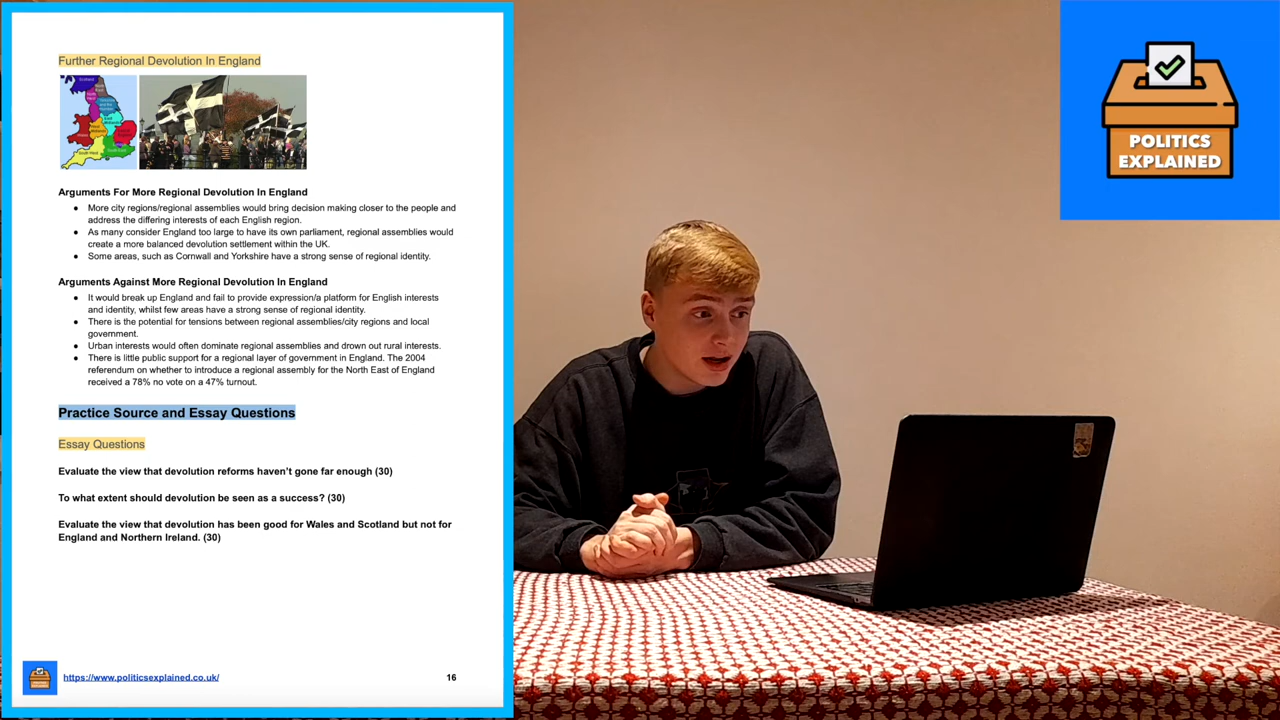 Further Regional Devolution In England
Arguments For More Regional Devolution In England
● More city regions/regional assemblies would bring decision making closer to the people and
address the differing interests of each English region.
● As many consider England too large to have its own parliament, regional assemblies would
create a more balanced devolution settlement within the UK.
● Some areas, such as Cornwall and Yorkshire have a strong sense of regional identity.
Arguments Against More Regional Devolution In England
● It would break up England and fail to provide expression/a platform for English interests
and identity, whilst few areas have a strong sense of regional identity.
● There is the potential for tensions between regional assemblies/city regions and local
government.
● Urban interests would often dominate regional assemblies and drown out rural interests.
● There is little public support for a regional layer of government in England. The 2004
referendum on whether to introduce a regional assembly for the North East of England
received a 78% no vote on a 47% turnout.
Practice Source and Essay Questions
Essay Questions
Evaluate the view that devolution reforms haven't gone far enough (30)
To what extent should devolution be seen as a success? (30)
Evaluate the view that devolution has been good for Wales and Scotland but not for
England and Northern Ireland. (30)
https://www.politicsexplained.co.uk/
16
POLITICS
EXPLAINED